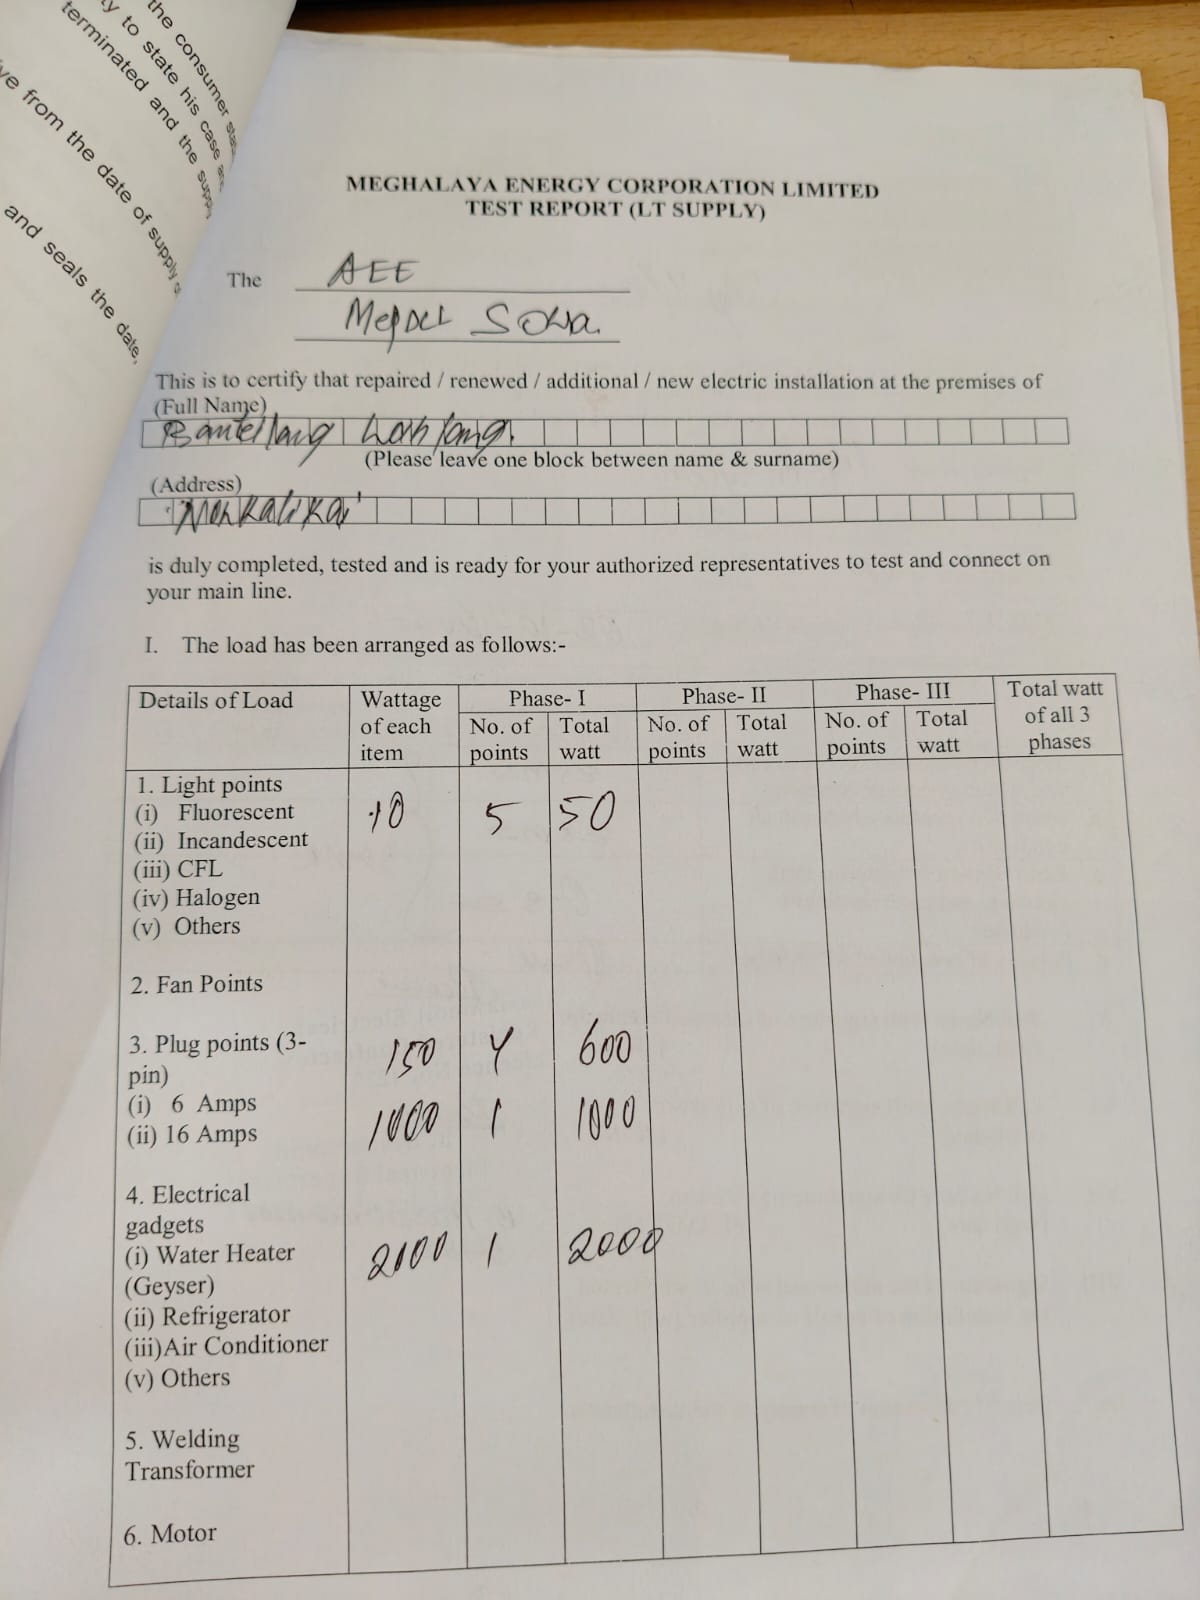 the consumer
ty to state his case
terminated and the supply
ve from the date of supply
and seals the date,
MEGHALAYA ENERGY CORPORATION LIMITED
TEST REPORT (LT SUPPLY)
The AEE
Sohra
This is to certify that repaired / renewed / additional / new electric installation at the premises of
(Full Name)
(Please leave one block between name & surname)
(Address)
is duly completed, tested and is ready for your authorized representatives to test and connect on
your main line.
I. The load has been arranged as follows:-
Details of Load Wattage of each item Phase- I Phase- II Phase- III Total watt of all 3 phases
No. of points Total watt No. of points Total watt No. of points Total watt
1. Light points
(i) Fluorescent 10 5 50
(ii) Incandescent
(iii) CFL
(iv) Halogen
(v) Others
2. Fan Points
3. Plug points (3-
pin) 150 4 600
(i) 6 Amps
(ii) 16 Amps 1000 1 1000
4. Electrical
gadgets
(i) Water Heater 2000 1 2000
(Geyser)
(ii) Refrigerator
(iii)Air Conditioner
(v) Others
5. Welding
Transformer
6. Motor